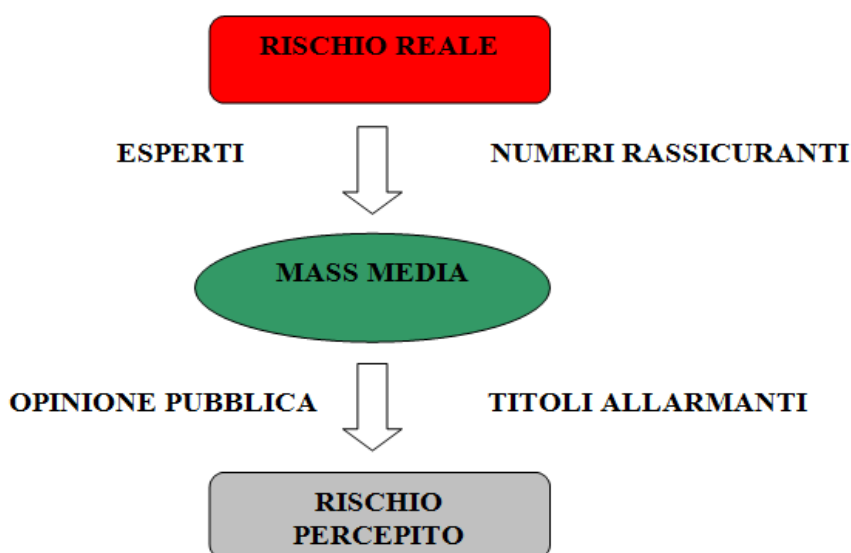 RISCHIO REALE
ESPERTI
NUMERI RASSICURANTI
MASS MEDIA
OPINIONE PUBBLICA
TITOLI ALLARMANTI
RISCHIO
PERCEPITO